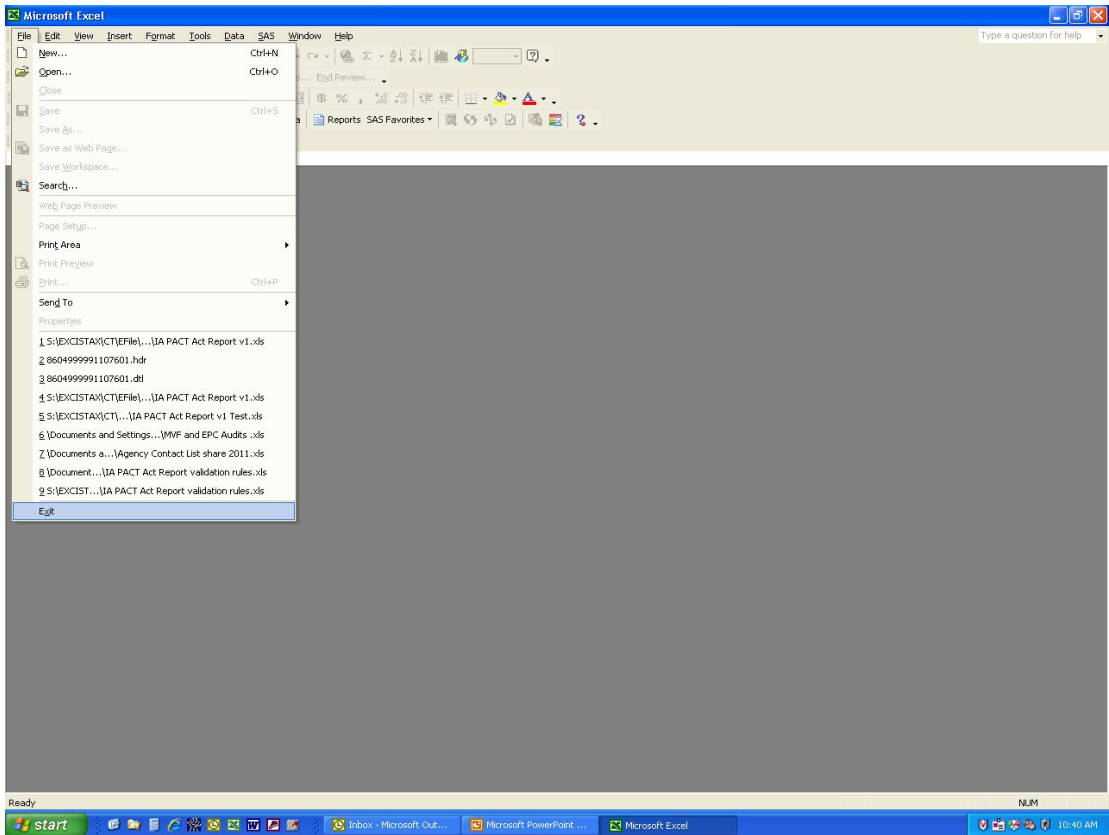 Microsoft Excel
File Edit View Insert Format Tools Data SAS Window Help
Type a question for help
New... Ctrl+N
Open... Ctrl+O
Close
End Review...
Save Ctrl+S
Reports SAS Favorites
Save As...
Save as Web Page...
Save Workspace...
Search...
Web Page Preview
Page Setup...
Print Area
Print Preview
Print... Ctrl+P
Send To
Properties
1 S:\EXCISTAX\CT\EFile\...\IA PACT Act Report v1.xls
2 8604999991107601.hdr
3 8604999991107601.dtl
4 S:\EXCISTAX\CT\EFile\...\IA PACT Act Report v1.xls
5 S:\EXCISTAX\CT\...\IA PACT Act Report v1 Test.xls
6 \Documents and Settings...\MVF and EPC Audits .xls
7 \Documents a...\Agency Contact List share 2011.xls
8 \Document...\IA PACT Act Report validation rules.xls
9 S:\EXCIST...\IA PACT Act Report validation rules.xls
Exit
Ready NUM
start Inbox - Microsoft Out... Microsoft PowerPoint ... Microsoft Excel 10:40 AM